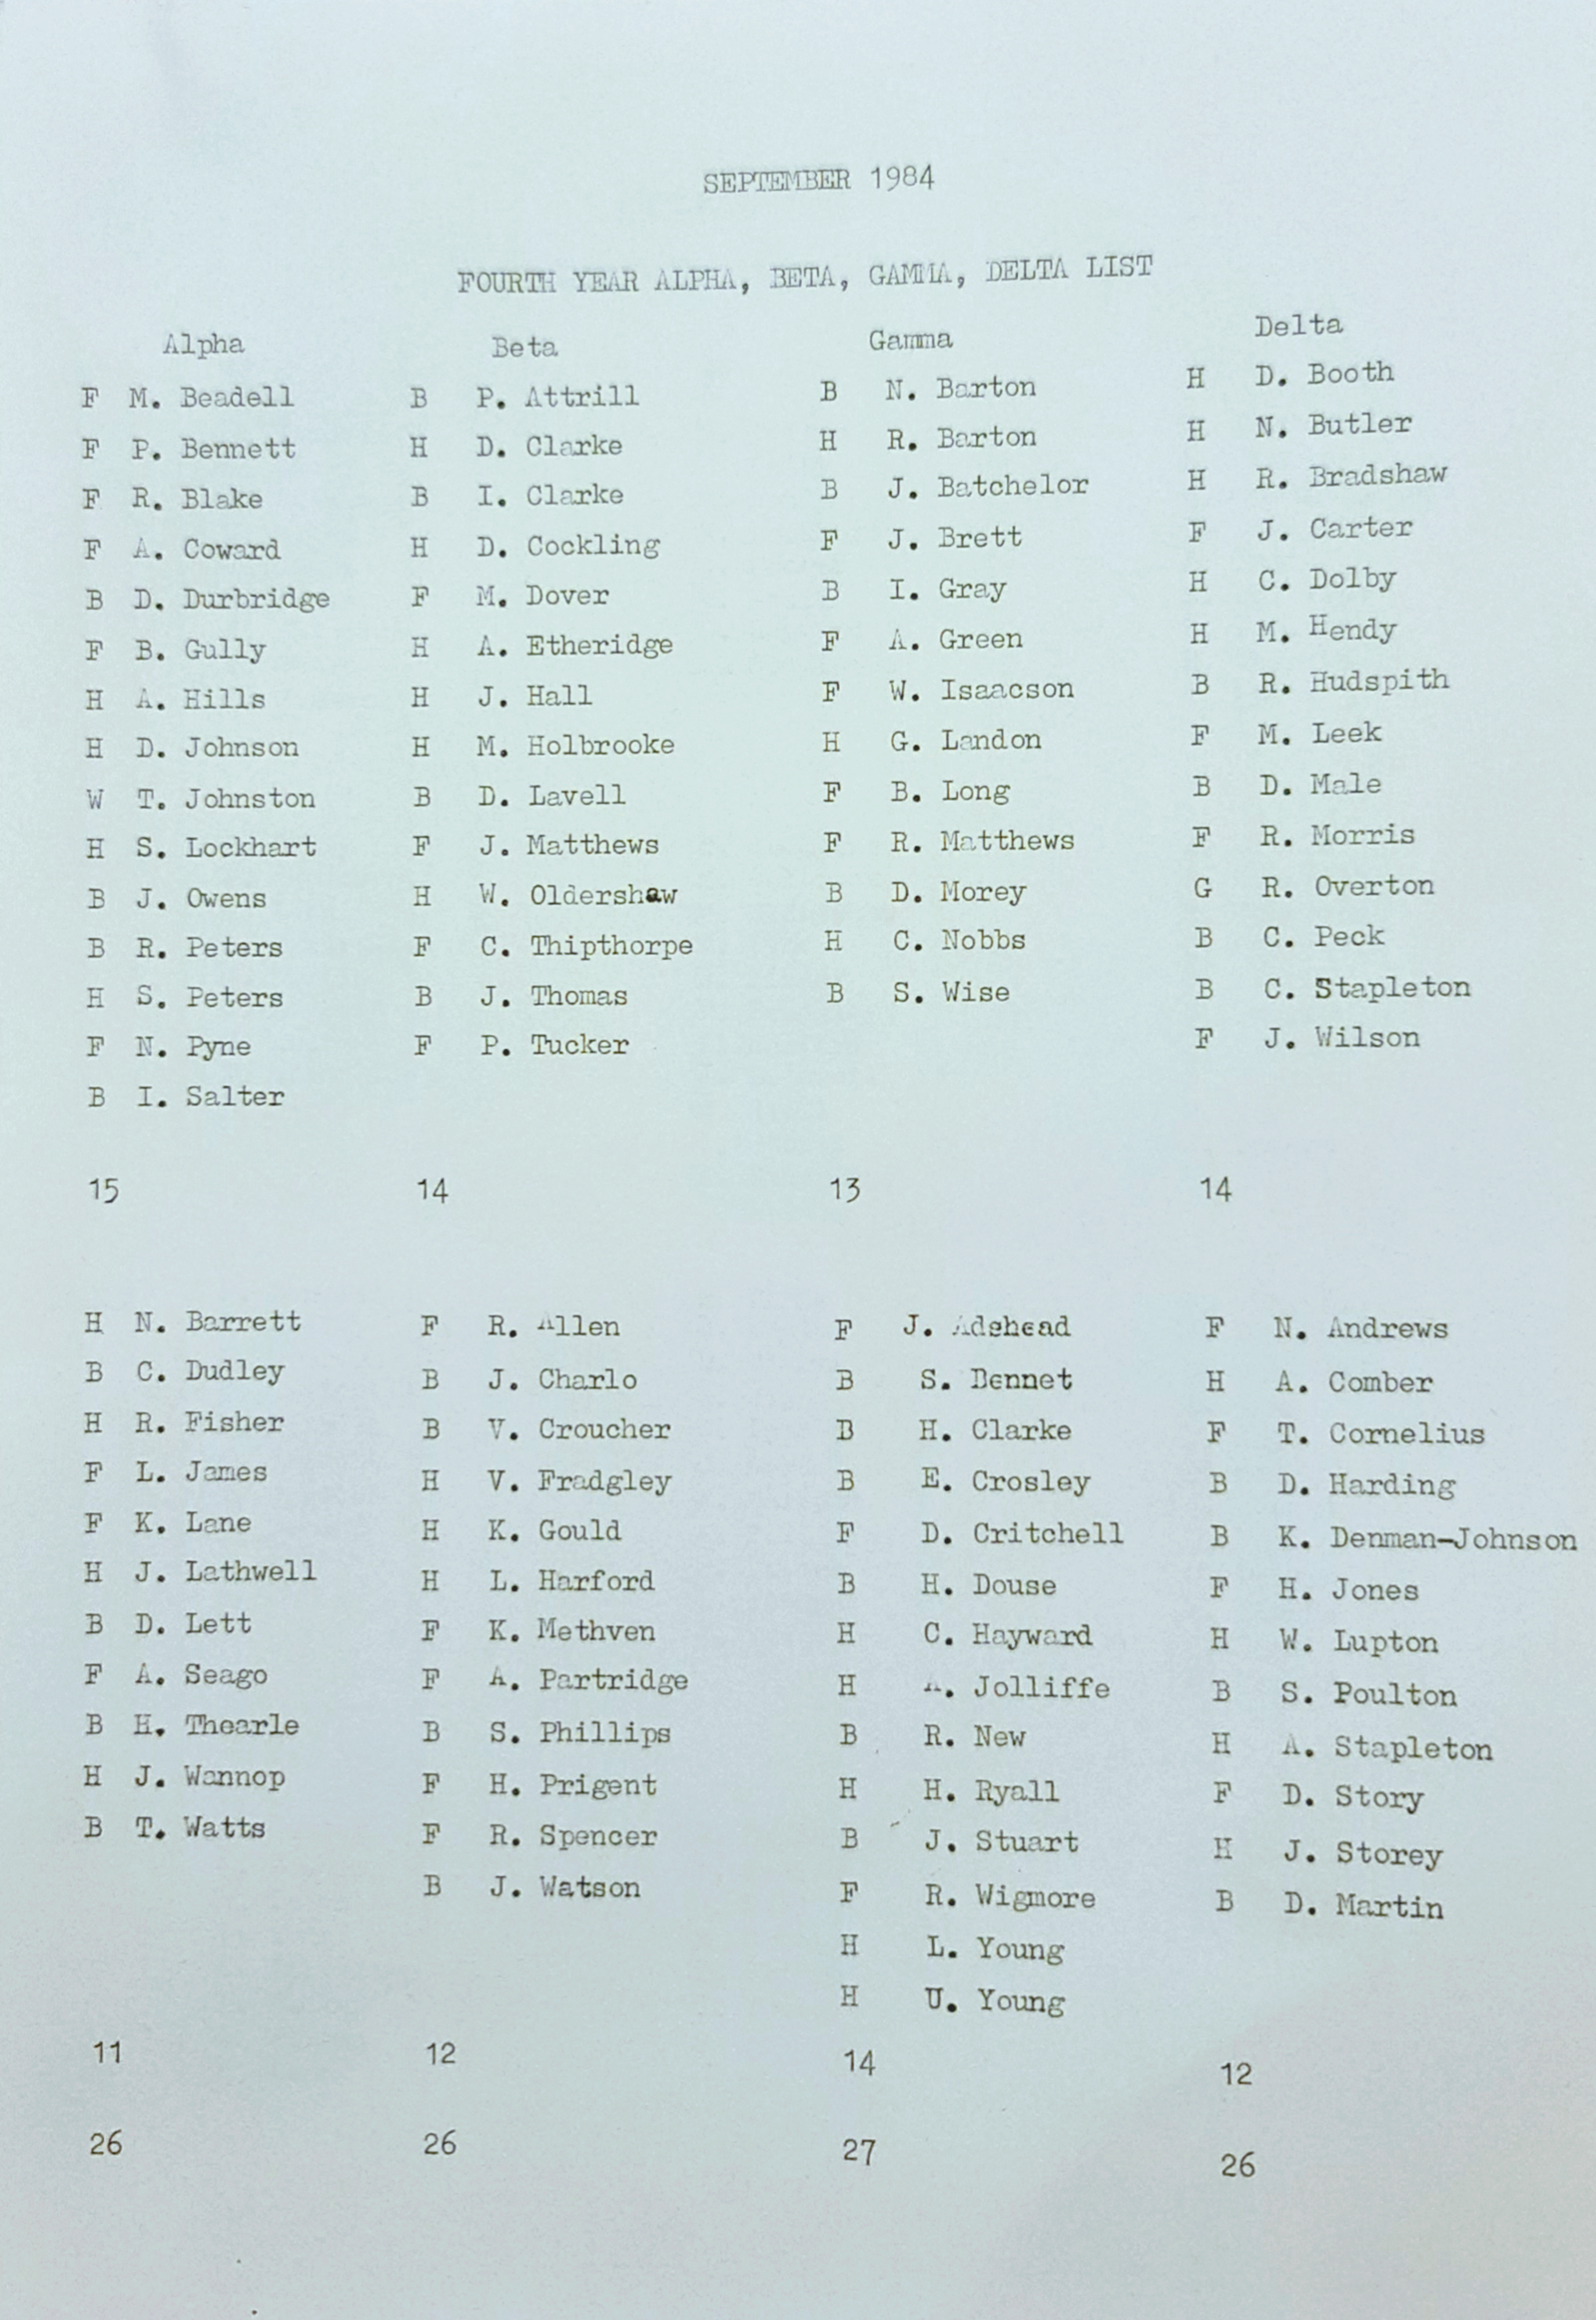 SEPTEMBER 1984
FOURTH YEAR ALPHA, BETA, GAMMA, DELTA LIST
Alpha
F M. Beadell
F P. Bennett
F R. Blake
F A. Coward
B D. Durbridge
F B. Gully
H A. Hills
H D. Johnson
W T. Johnston
H S. Lockhart
B J. Owens
B R. Peters
H S. Peters
F N. Pyne
B I. Salter
15
H N. Barrett
B C. Dudley
H R. Fisher
F L. James
F K. Lane
H J. Lathwell
B D. Lett
F A. Seago
B H. Thearle
H J. Wannop
B T. Watts
11
26
Beta
B P. Attrill
H D. Clarke
B I. Clarke
H D. Cockling
F M. Dover
H A. Etheridge
H J. Hall
H M. Holbrooke
B D. Lavell
F J. Matthews
H W. Oldershaw
F C. Thipthorpe
B J. Thomas
F P. Tucker
14
F R. Allen
B J. Charlo
B V. Croucher
H V. Fradgley
H K. Gould
H L. Harford
F K. Methven
F A. Partridge
B S. Phillips
F H. Prigent
F R. Spencer
B J. Watson
12
26
Gamma
B N. Barton
H R. Barton
B J. Batchelor
F J. Brett
B I. Gray
F A. Green
F W. Isaacson
H G. Landon
F B. Long
F R. Matthews
B D. Morey
H C. Nobbs
B S. Wise
13
F J. Adshead
B S. Bennet
B H. Clarke
B E. Crosley
F D. Critchell
B H. Douse
H C. Hayward
H A. Jolliffe
B R. New
H H. Ryall
B J. Stuart
F R. Wigmore
H L. Young
H U. Young
14
27
Delta
H D. Booth
H N. Butler
H R. Bradshaw
F J. Carter
H C. Dolby
H M. Hendy
B R. Hudspith
F M. Leek
B D. Male
F R. Morris
G R. Overton
B C. Peck
B C. Stapleton
F J. Wilson
14
F N. Andrews
H A. Comber
F T. Cornelius
B D. Harding
B K. Denman-Johnson
F H. Jones
H W. Lupton
B S. Poulton
H A. Stapleton
F D. Story
H J. Storey
B D. Martin
12
26